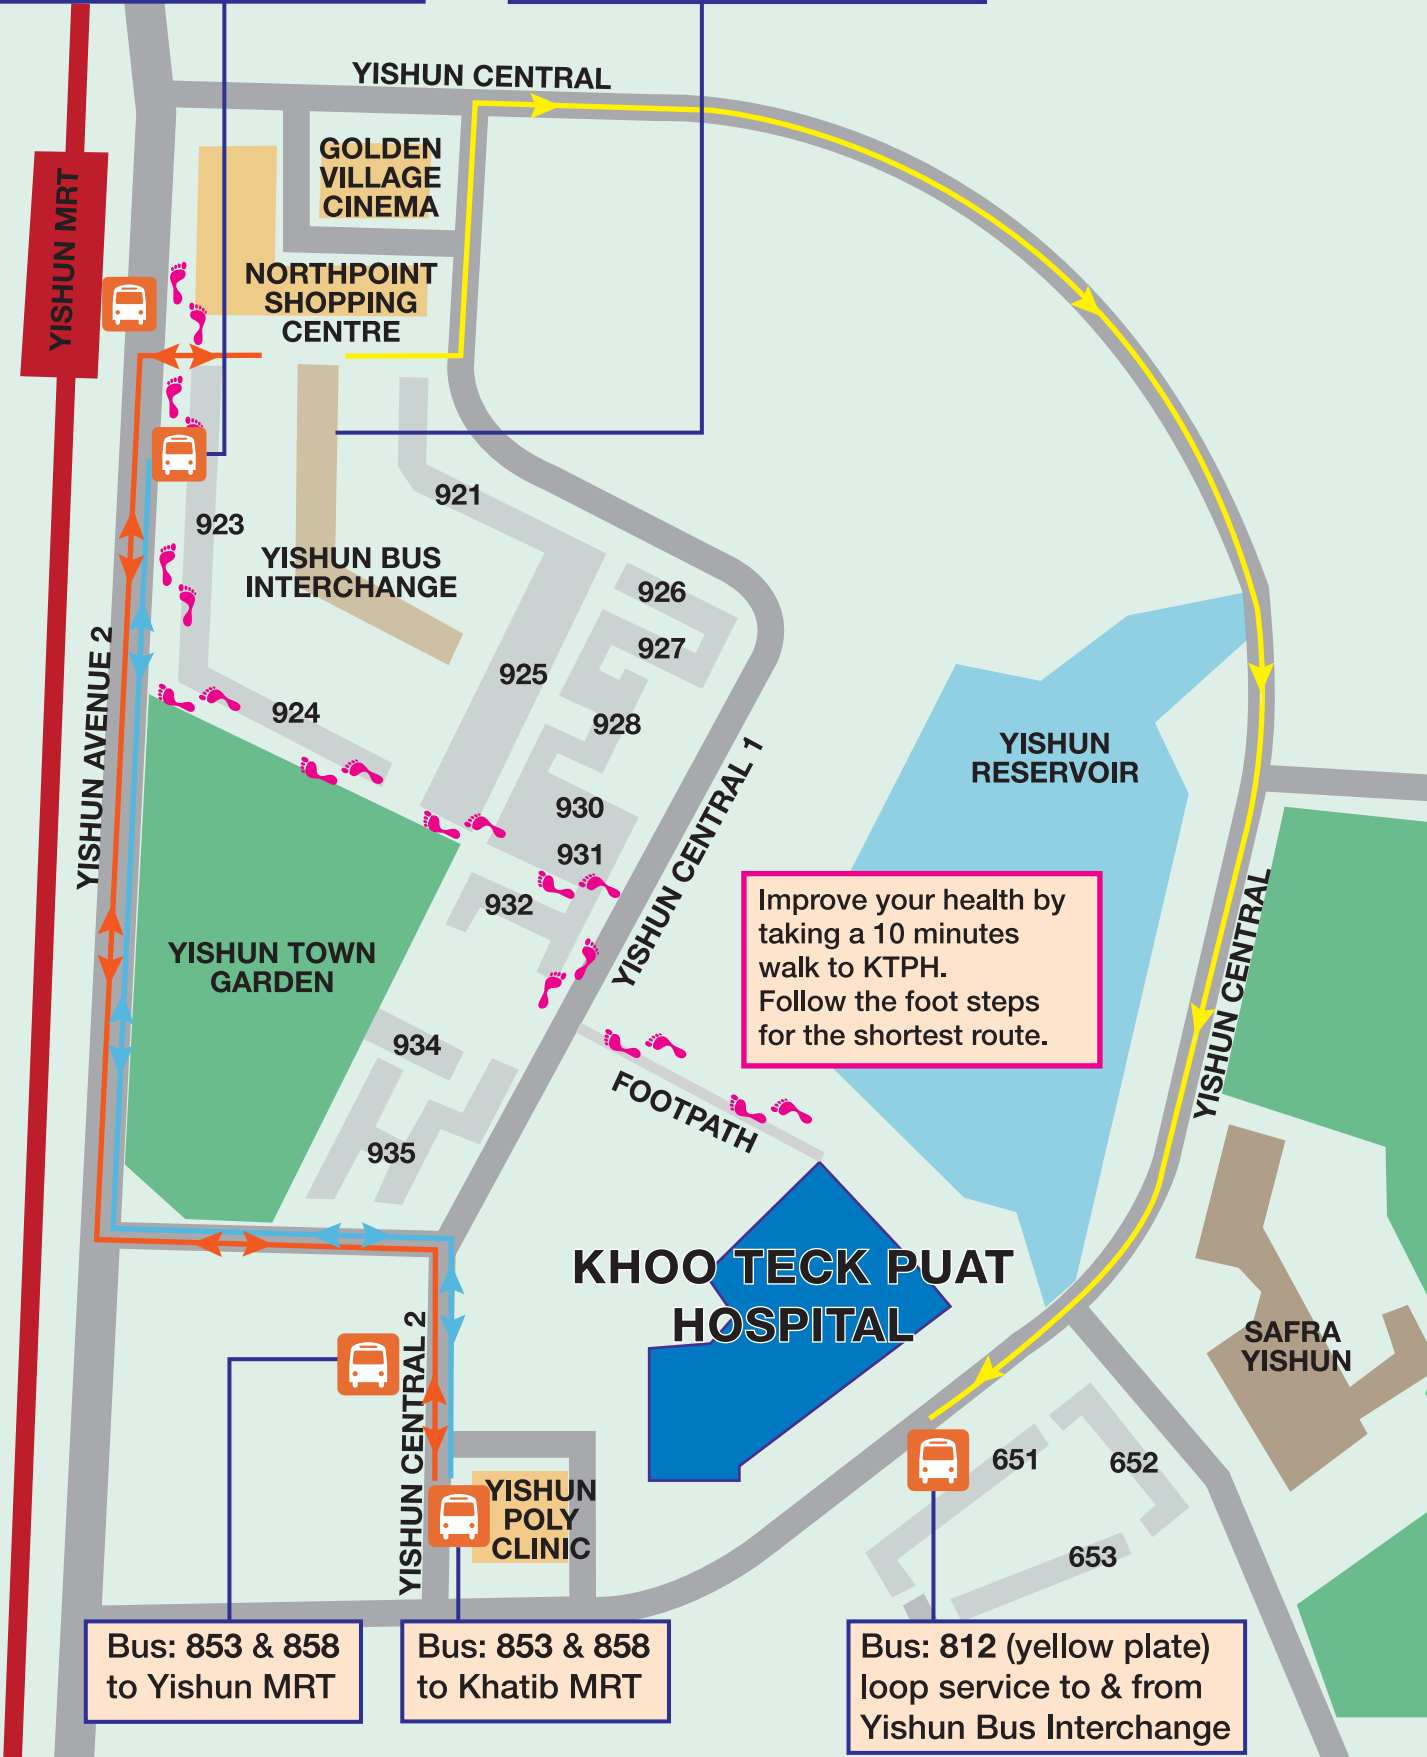 YISHUN CENTRAL
GOLDEN
VILLAGE
CINEMA
YISHUN MRT
NORTHPOINT
SHOPPING
CENTRE
921
923
YISHUN BUS
INTERCHANGE
926
927
925
924
928
YISHUN AVENUE 2
YISHUN
RESERVOIR
930
931
932
YISHUN CENTRAL 1
Improve your health by
taking a 10 minutes
walk to KTPH.
Follow the foot steps
for the shortest route.
YISHUN CENTRAL
YISHUN TOWN
GARDEN
934
FOOTPATH
935
KHOO TECK PUAT
HOSPITAL
SAFRA
YISHUN
YISHUN CENTRAL 2
651
652
YISHUN
POLY
CLINIC
653
Bus: 853 & 858
to Yishun MRT
Bus: 853 & 858
to Khatib MRT
Bus: 812 (yellow plate)
loop service to & from
Yishun Bus Interchange